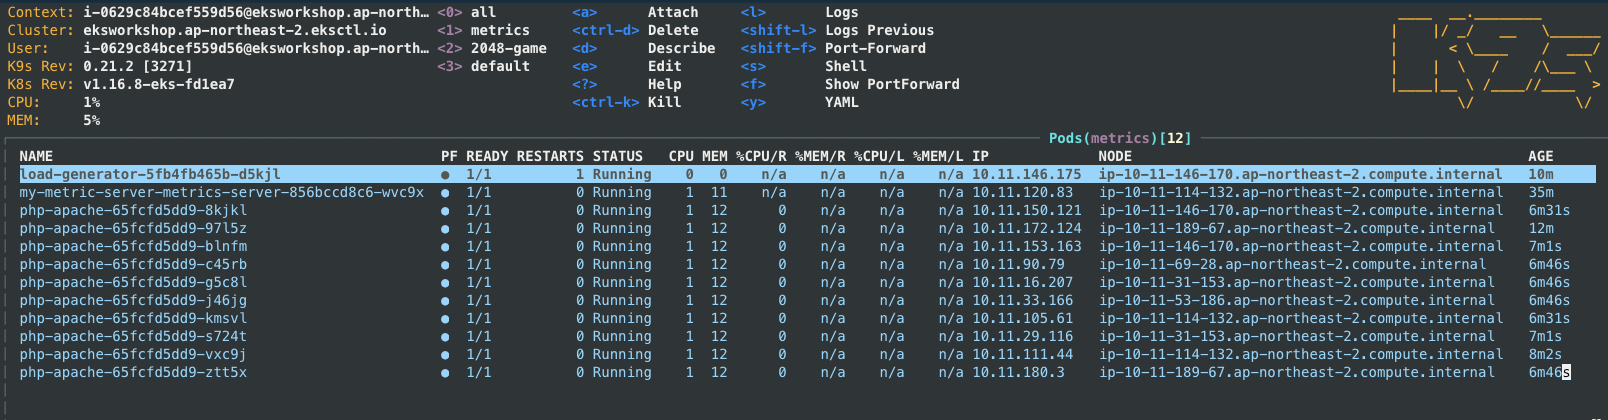 Context: i-0629c84bcef559d56@eksworkshop.ap-north… <0> all <a> Attach <l> Logs
Cluster: eksworkshop.ap-northeast-2.eksctl.io <1> metrics <ctrl-d> Delete <shift-l> Logs Previous
User: i-0629c84bcef559d56@eksworkshop.ap-north… <2> 2048-game <d> Describe <shift-f> Port-Forward
K9s Rev: 0.21.2 [3271] <3> default <e> Edit <s> Shell
K8s Rev: v1.16.8-eks-fd1ea7 <?> Help <f> Show PortForward
CPU: 1% <ctrl-k> Kill <y> YAML
MEM: 5%
Pods(metrics)[12]
NAME PF READY RESTARTS STATUS CPU MEM %CPU/R %MEM/R %CPU/L %MEM/L IP NODE AGE
load-generator-5fb4fb465b-d5kjl ● 1/1 1 Running 0 0 n/a n/a n/a n/a 10.11.146.175 ip-10-11-146-170.ap-northeast-2.compute.internal 10m
my-metric-server-metrics-server-856bccd8c6-wvc9x ● 1/1 0 Running 1 11 n/a n/a n/a n/a 10.11.120.83 ip-10-11-114-132.ap-northeast-2.compute.internal 35m
php-apache-65fcfd5dd9-8kjkl ● 1/1 0 Running 1 12 0 n/a n/a n/a 10.11.150.121 ip-10-11-146-170.ap-northeast-2.compute.internal 6m31s
php-apache-65fcfd5dd9-97l5z ● 1/1 0 Running 1 12 0 n/a n/a n/a 10.11.172.124 ip-10-11-189-67.ap-northeast-2.compute.internal 12m
php-apache-65fcfd5dd9-blnfm ● 1/1 0 Running 1 12 0 n/a n/a n/a 10.11.153.163 ip-10-11-146-170.ap-northeast-2.compute.internal 7m1s
php-apache-65fcfd5dd9-c45rb ● 1/1 0 Running 1 12 0 n/a n/a n/a 10.11.90.79 ip-10-11-69-28.ap-northeast-2.compute.internal 6m46s
php-apache-65fcfd5dd9-g5c8l ● 1/1 0 Running 1 12 0 n/a n/a n/a 10.11.16.207 ip-10-11-31-153.ap-northeast-2.compute.internal 6m46s
php-apache-65fcfd5dd9-j46jg ● 1/1 0 Running 1 12 0 n/a n/a n/a 10.11.33.166 ip-10-11-53-186.ap-northeast-2.compute.internal 6m46s
php-apache-65fcfd5dd9-kmsvl ● 1/1 0 Running 1 12 0 n/a n/a n/a 10.11.105.61 ip-10-11-114-132.ap-northeast-2.compute.internal 6m31s
php-apache-65fcfd5dd9-s724t ● 1/1 0 Running 1 12 0 n/a n/a n/a 10.11.29.116 ip-10-11-31-153.ap-northeast-2.compute.internal 7m1s
php-apache-65fcfd5dd9-vxc9j ● 1/1 0 Running 1 12 0 n/a n/a n/a 10.11.111.44 ip-10-11-114-132.ap-northeast-2.compute.internal 8m2s
php-apache-65fcfd5dd9-ztt5x ● 1/1 0 Running 1 12 0 n/a n/a n/a 10.11.180.3 ip-10-11-189-67.ap-northeast-2.compute.internal 6m46s